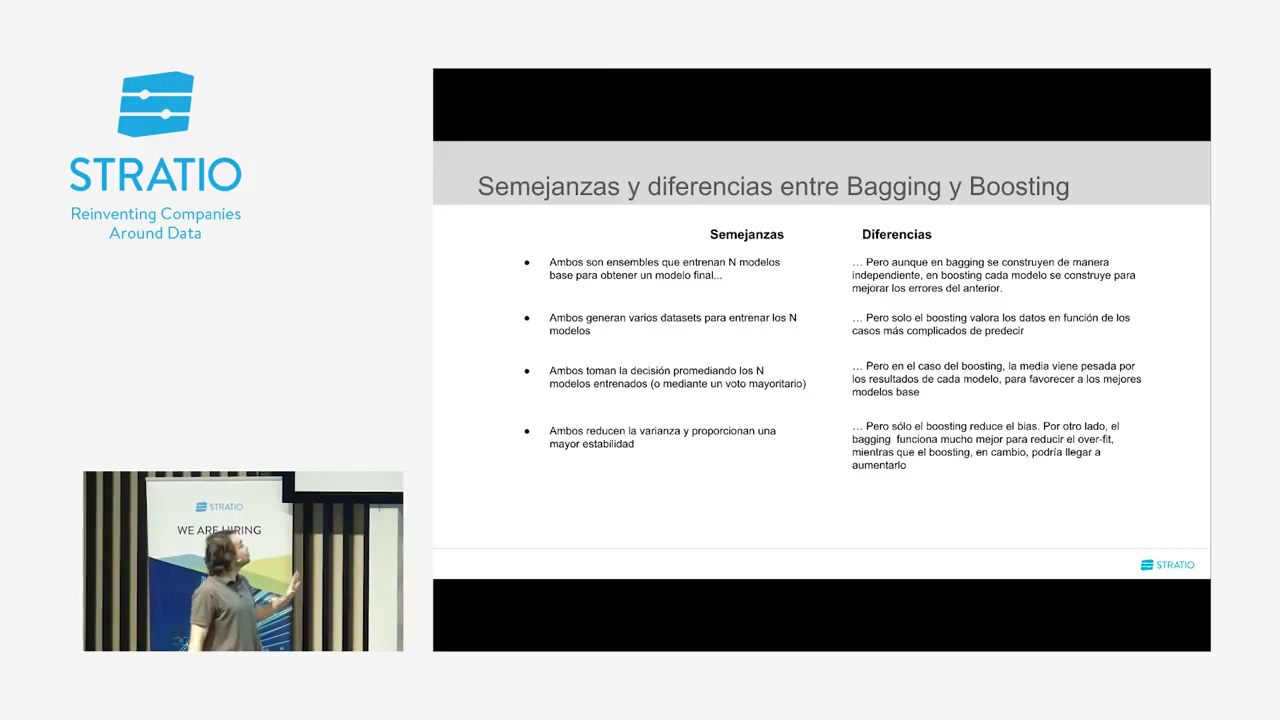 STRATIO
Reinventing Companies
Around Data
Semejanzas y diferencias entre Bagging y Boosting
Semejanzas
Diferencias
● Ambos son ensembles que entrenan N modelos
base para obtener un modelo final...
… Pero aunque en bagging se construyen de manera
independiente, en boosting cada modelo se construye para
mejorar los errores del anterior.
● Ambos generan varios datasets para entrenar los N
modelos
… Pero solo el boosting valora los datos en función de los
casos más complicados de predecir
● Ambos toman la decisión promediando los N
modelos entrenados (o mediante un voto mayoritario)
… Pero en el caso del boosting, la media viene pesada por
los resultados de cada modelo, para favorecer a los mejores
modelos base
● Ambos reducen la varianza y proporcionan una
mayor estabilidad
… Pero sólo el boosting reduce el bias. Por otro lado, el
bagging funciona mucho mejor para reducir el over-fit,
mientras que el boosting, en cambio, podría llegar a
aumentarlo
STRATIO
STRATIO
WE ARE HIRING